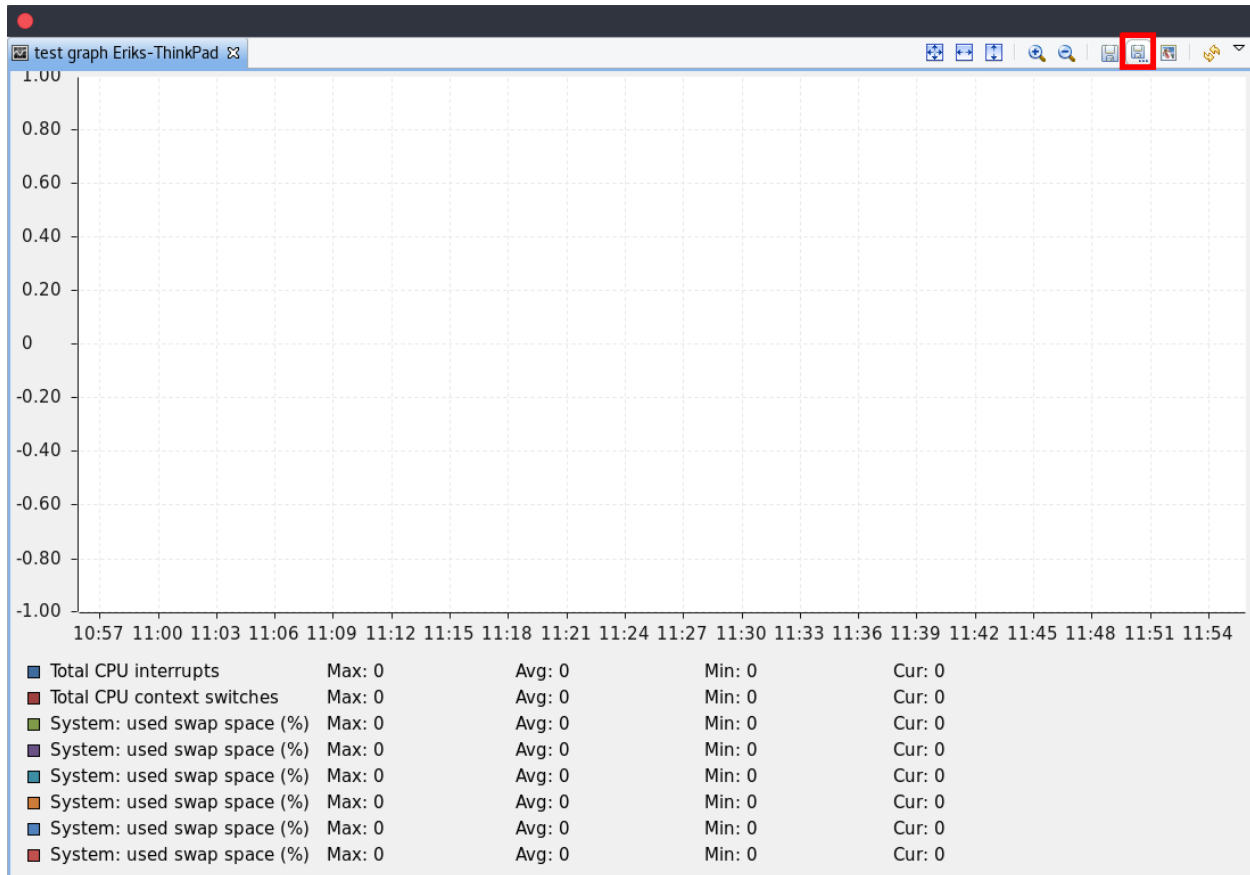 test graph Eriks-ThinkPad
1.00
0.80
0.60
0.40
0.20
0
-0.20
-0.40
-0.60
-0.80
-1.00
10:57 11:00 11:03 11:06 11:09 11:12 11:15 11:18 11:21 11:24 11:27 11:30 11:33 11:36 11:39 11:42 11:45 11:48 11:51 11:54
Total CPU interrupts Max: 0 Avg: 0 Min: 0 Cur: 0
Total CPU context switches Max: 0 Avg: 0 Min: 0 Cur: 0
System: used swap space (%) Max: 0 Avg: 0 Min: 0 Cur: 0
System: used swap space (%) Max: 0 Avg: 0 Min: 0 Cur: 0
System: used swap space (%) Max: 0 Avg: 0 Min: 0 Cur: 0
System: used swap space (%) Max: 0 Avg: 0 Min: 0 Cur: 0
System: used swap space (%) Max: 0 Avg: 0 Min: 0 Cur: 0
System: used swap space (%) Max: 0 Avg: 0 Min: 0 Cur: 0